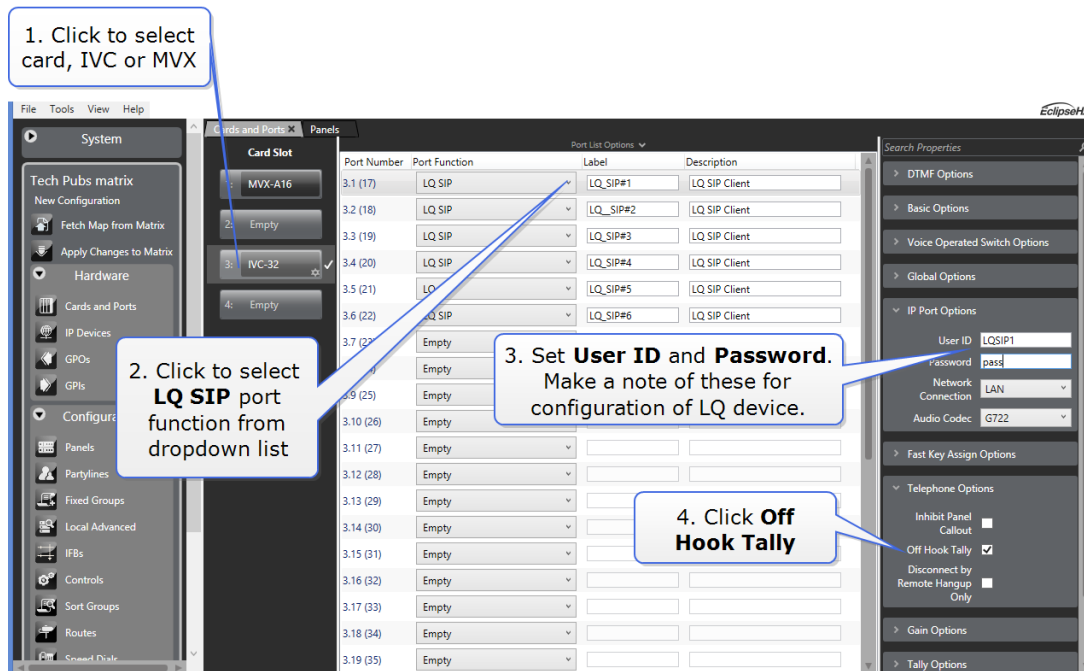 1. Click to select
card, IVC or MVX
File Tools View Help
EclipseH
System
Tech Pubs matrix
New Configuration
Fetch Map from Matrix
Apply Changes to Matrix
Hardware
Cards and Ports
IP Devices
GPOs
GPIs
Panels
Partylines
Fixed Groups
Local Advanced
IFBs
Controls
Sort Groups
Routes
Speed Dials
Cards and Ports Panels
Card Slot
MVX-A16
2: Empty
3: IVC-32
4: Empty
2. Click to select
LQ SIP port
function from
dropdown list
Port List Options
Port Number Port Function Label Description
3.1 (17) LQ SIP LQ_SIP#1 LQ SIP Client
3.2 (18) LQ SIP LQ__SIP#2 LQ SIP Client
3.3 (19) LQ SIP LQ_SIP#3 LQ SIP Client
3.4 (20) LQ SIP LQ_SIP#4 LQ SIP Client
3.5 (21) LQ_SIP#5 LQ SIP Client
3.6 (22) LQ SIP LQ_SIP#6 LQ SIP Client
3.7 Empty
Empty
3.9 (25) Empty
3.10 (26) Empty
3.11 (27) Empty
3.12 (28) Empty
3.13 (29) Empty
3.14 (30) Empty
3.15 (31) Empty
3.16 (32) Empty
3.17 (33) Empty
3.18 (34) Empty
3.19 (35) Empty
3. Set User ID and Password.
Make a note of these for
configuration of LQ device.
4. Click Off
Hook Tally
Search Properties
DTMF Options
Basic Options
Voice Operated Switch Options
Global Options
IP Port Options
User ID LQSIP1
Password pass
Network
Connection LAN
Audio Codec G722
Fast Key Assign Options
Telephone Options
Inhibit Panel
Callout
Off Hook Tally
Disconnect by
Remote Hangup
Only
Gain Options
Tally Options